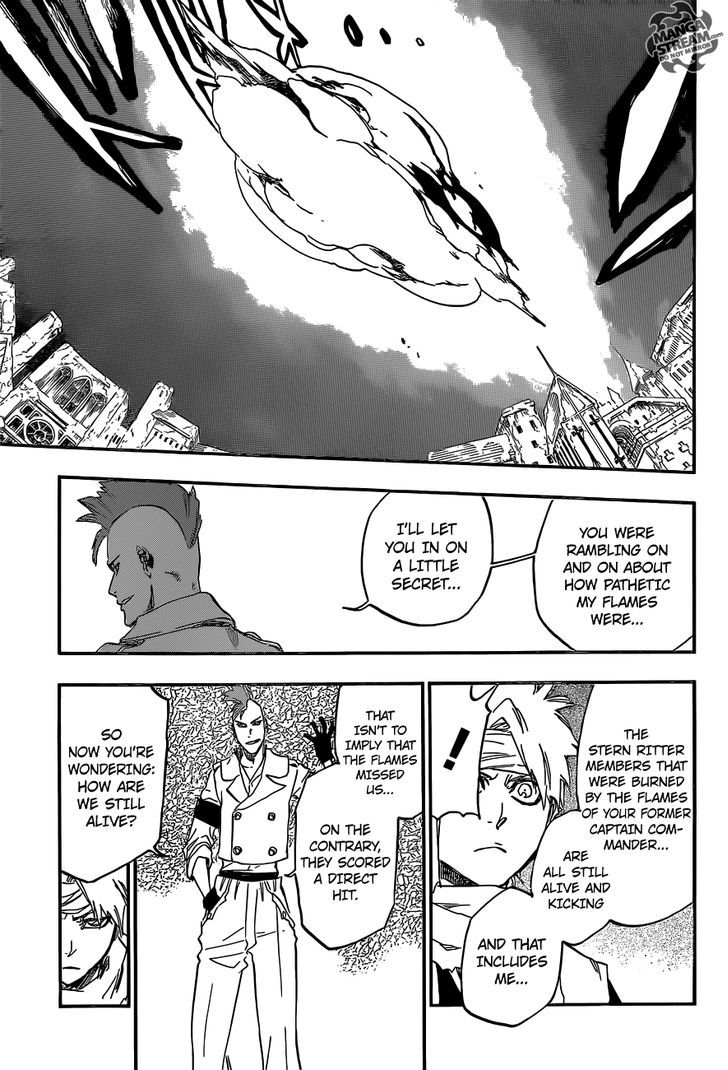 MANGA
STREAM.com
DO NOT MIRROR
YOU WERE
RAMBLING ON
AND ON ABOUT
HOW PATHETIC
MY FLAMES
WERE...
I'LL LET
YOU IN ON
A LITTLE
SECRET...
THE
STERN RITTER
MEMBERS THAT
WERE BURNED
BY THE FLAMES
OF YOUR FORMER
CAPTAIN COM-
MANDER...
ARE
ALL STILL
ALIVE AND
KICKING
AND THAT
INCLUDES
ME...
!
THAT
ISN'T TO
IMPLY THAT
THE FLAMES
MISSED
US...
ON THE
CONTRARY,
THEY SCORED
A DIRECT
HIT.
SO
NOW YOU'RE
WONDERING:
HOW ARE
WE STILL
ALIVE?